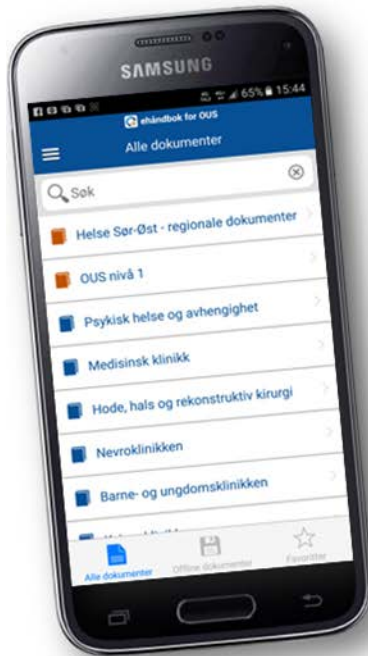 SAMSUNG
65% 15:44
ehåndbok for OUS
Alle dokumenter
Søk
Helse Sør-Øst - regionale dokumenter
OUS nivå 1
Psykisk helse og avhengighet
Medisinsk klinikk
Hode, hals og rekonstruktiv kirurgi
Nevroklinikken
Barne- og ungdomsklinikken
Alle dokumenter
Offline dokumenter
Favoritter